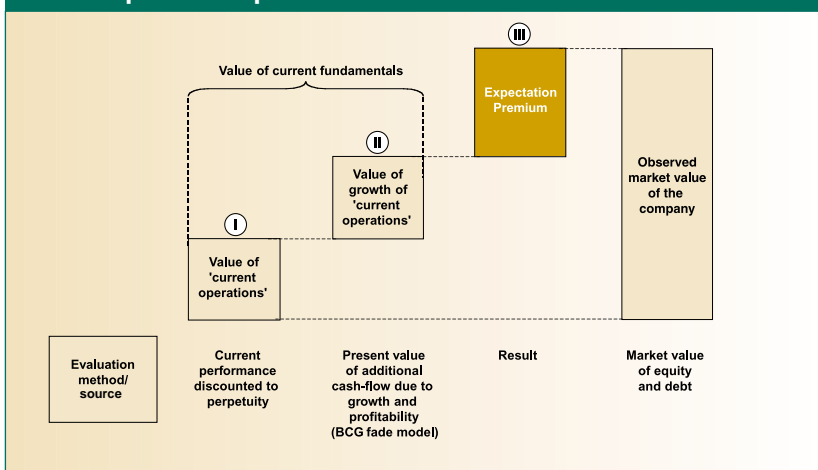 III
Value of current fundamentals
Expectation
Premium
II
Value of
growth of
'current
operations'
Observed
market value
of the
company
I
Value of
'current
operations'
Evaluation
method/
source
Current
performance
discounted to
perpetuity
Present value
of additional
cash-flow due to
growth and
profitability
(BCG fade model)
Result
Market value
of equity
and debt